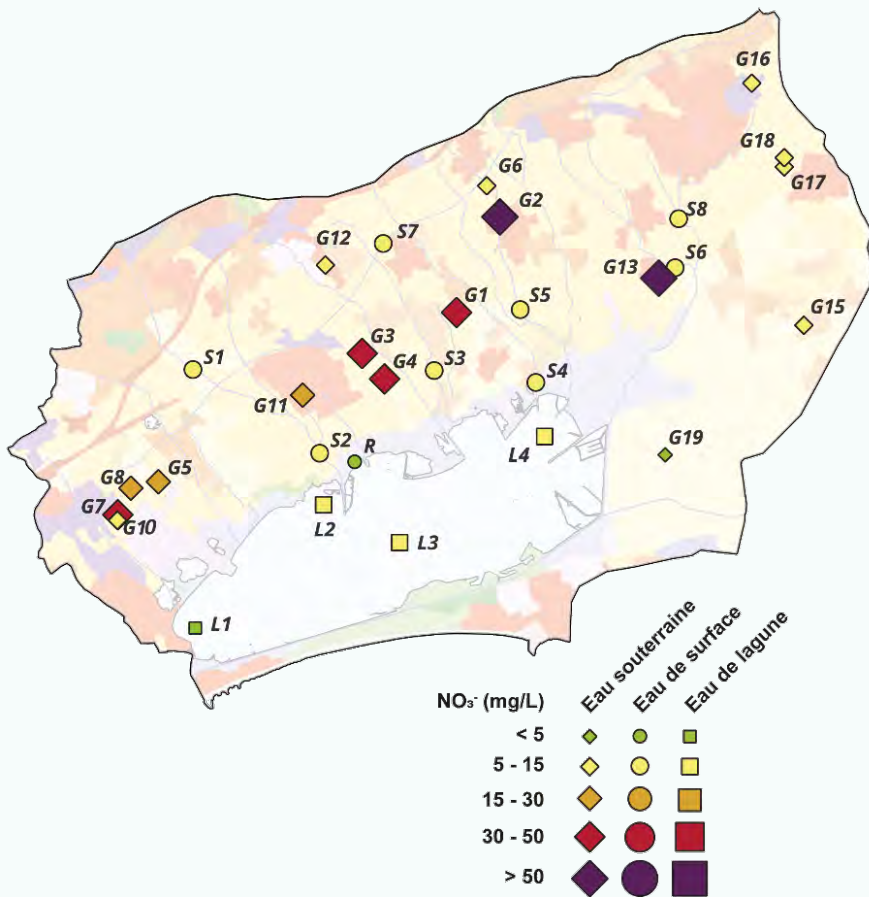 G16
G18
G17
G6
G2
S8
S7
G12
S6
G13
G1
S5
G15
G3
G4
S3
S1
S4
G11
S2
R
L4
G19
G8
G5
G7
G10
L2
L3
L1
NO₃⁻ (mg/L)
Eau souterraine
Eau de surface
Eau de lagune
< 5
5 - 15
15 - 30
30 - 50
> 50